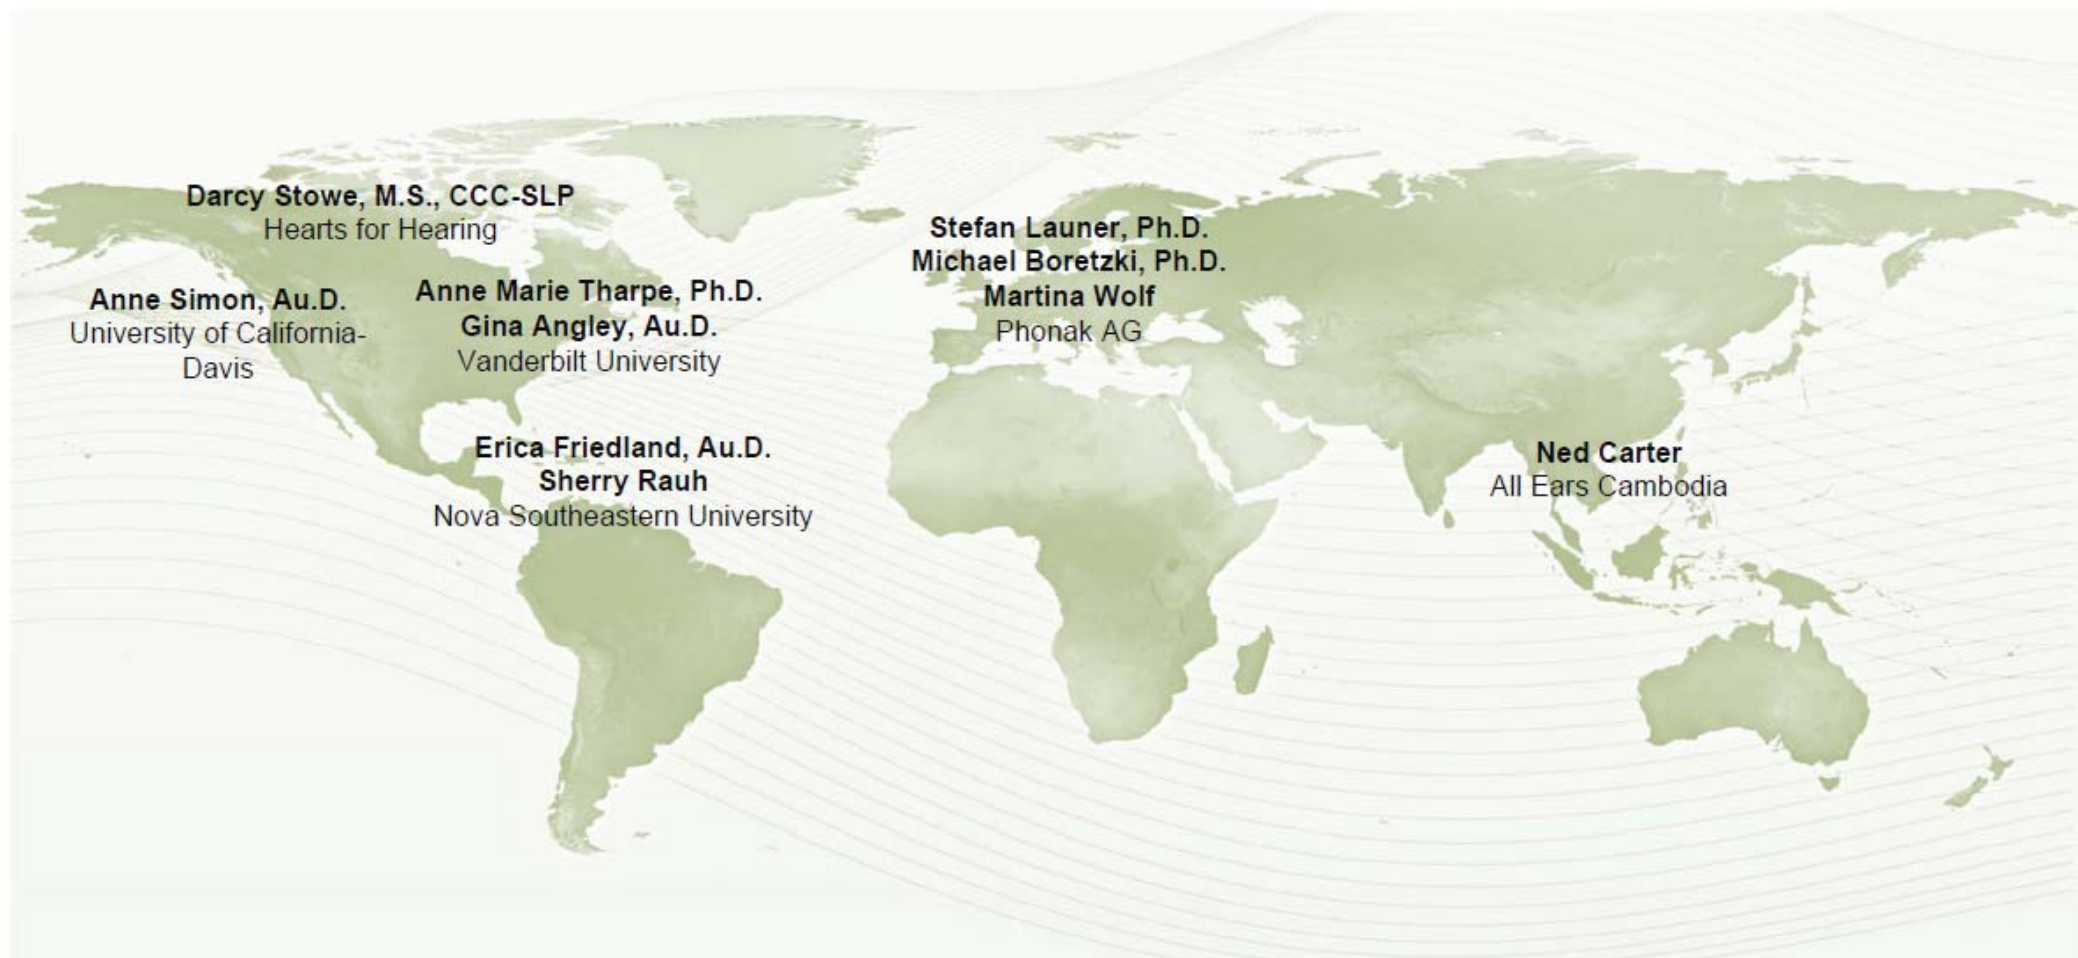 Darcy Stowe, M.S., CCC-SLP
Hearts for Hearing
Anne Simon, Au.D.
University of California-
Davis
Anne Marie Tharpe, Ph.D.
Gina Angley, Au.D.
Vanderbilt University
Erica Friedland, Au.D.
Sherry Rauh
Nova Southeastern University
Stefan Launer, Ph.D.
Michael Boretzki, Ph.D.
Martina Wolf
Phonak AG
Ned Carter
All Ears Cambodia